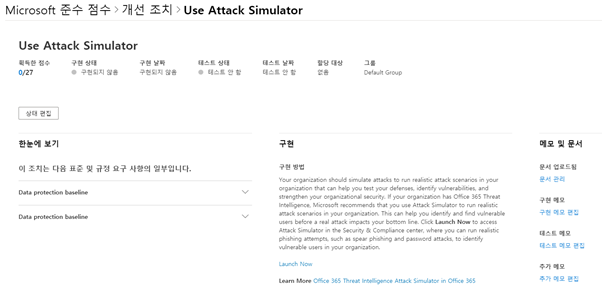 Microsoft 준수 점수 > 개선 조치 > Use Attack Simulator
Use Attack Simulator
획득한 점수 구현 상태 구현 날짜 테스트 상태 테스트 날짜 할당 대상 그룹
0/27 구현되지 않음 구현되지 않음 테스트 안 함 테스트 안 함 없음 Default Group
상태 편집
한눈에 보기
이 조치는 다음 표준 및 규정 요구 사항의 일부입니다.
Data protection baseline
Data protection baseline
구현
구현 방법
Your organization should simulate attacks to run realistic attack scenarios in your
organization that can help you test your defenses, identify vulnerabilities, and
strengthen your organizational security. If your organization has Office 365 Threat
Intelligence, Microsoft recommends that you use Attack Simulator to run realistic
attack scenarios in your organization. This can help you identify and find vulnerable
users before a real attack impacts your bottom line. Click Launch Now to access
Attack Simulator in the Security & Compliance center, where you can run realistic
phishing attempts, such as spear phishing and password attacks, to identify
vulnerable users in your organization.
Launch Now
Learn More Office 365 Threat Intelligence Attack Simulator in Office 365
메모 및 문서
문서 업로드됨
문서 관리
구현 메모
구현 메모 편집
테스트 메모
테스트 메모 편집
추가 메모
추가 메모 편집